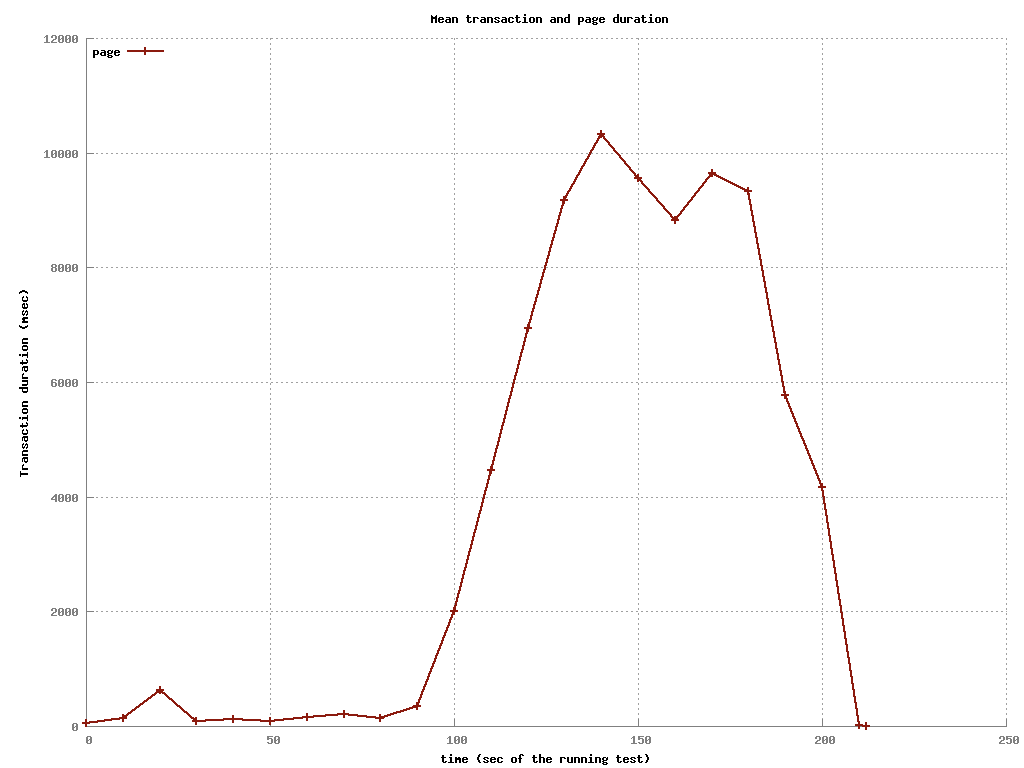 Mean transaction and page duration
12000
page
10000
8000
6000
4000
2000
0
Transaction duration (msec)
0 50 100 150 200 250
time (sec of the running test)